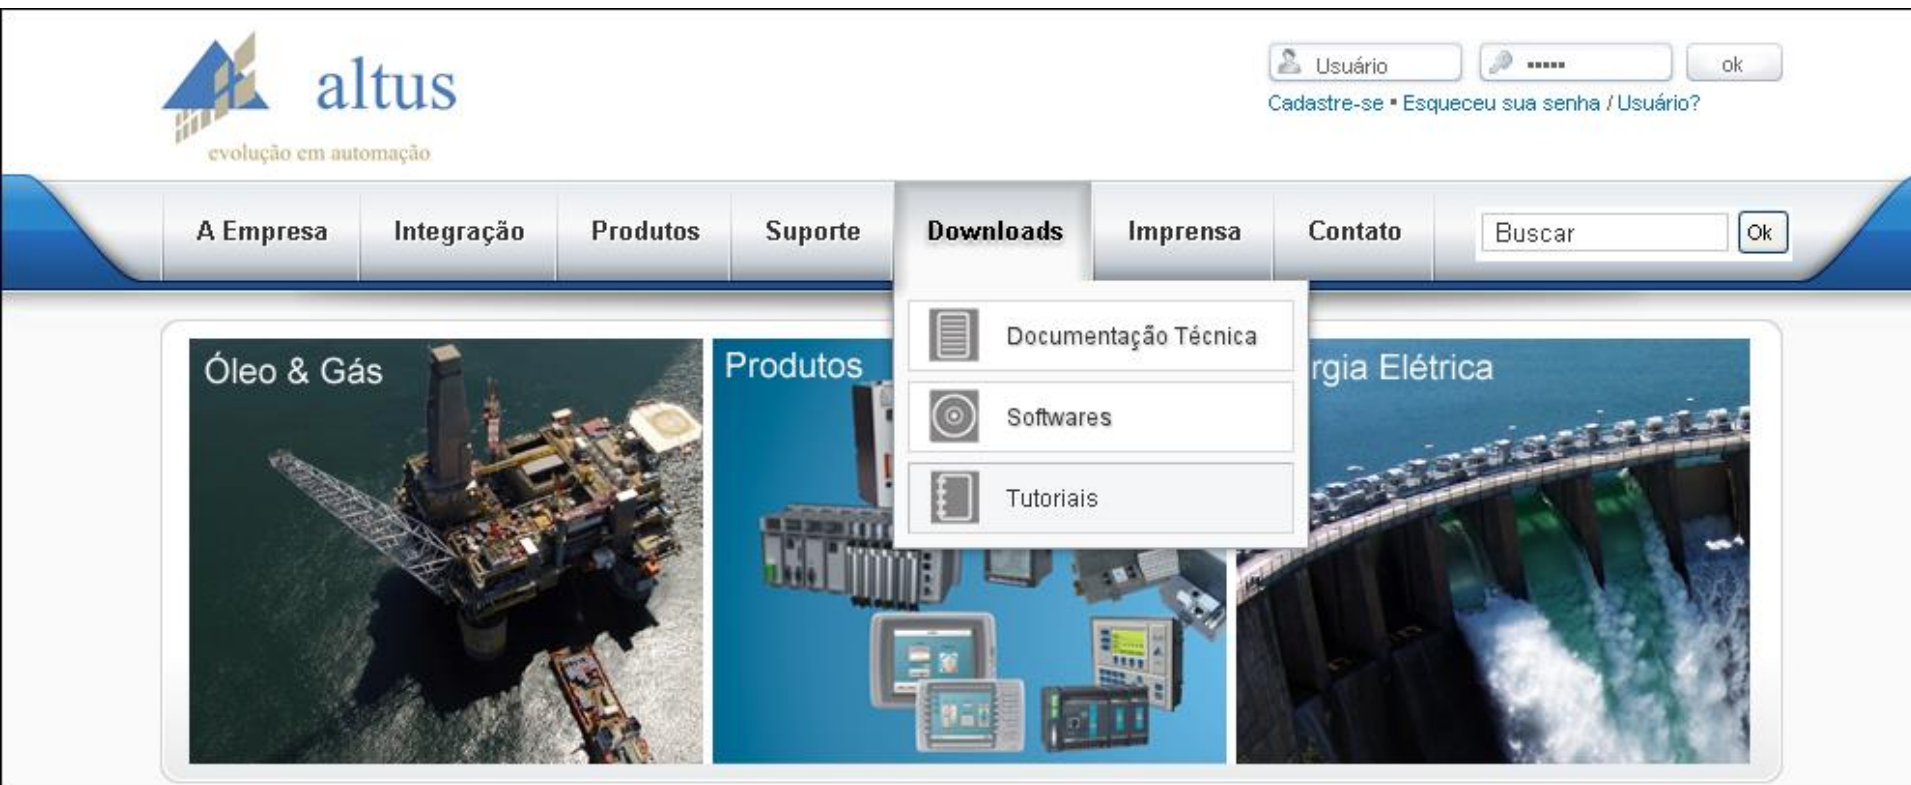 altus
evolução em automação
Usuário
•••••
ok
Cadastre-se • Esqueceu sua senha / Usuário?
A Empresa
Integração
Produtos
Suporte
Downloads
Imprensa
Contato
Buscar
Ok
Documentação Técnica
Softwares
Tutoriais
Óleo & Gás
Produtos
rgia Elétrica